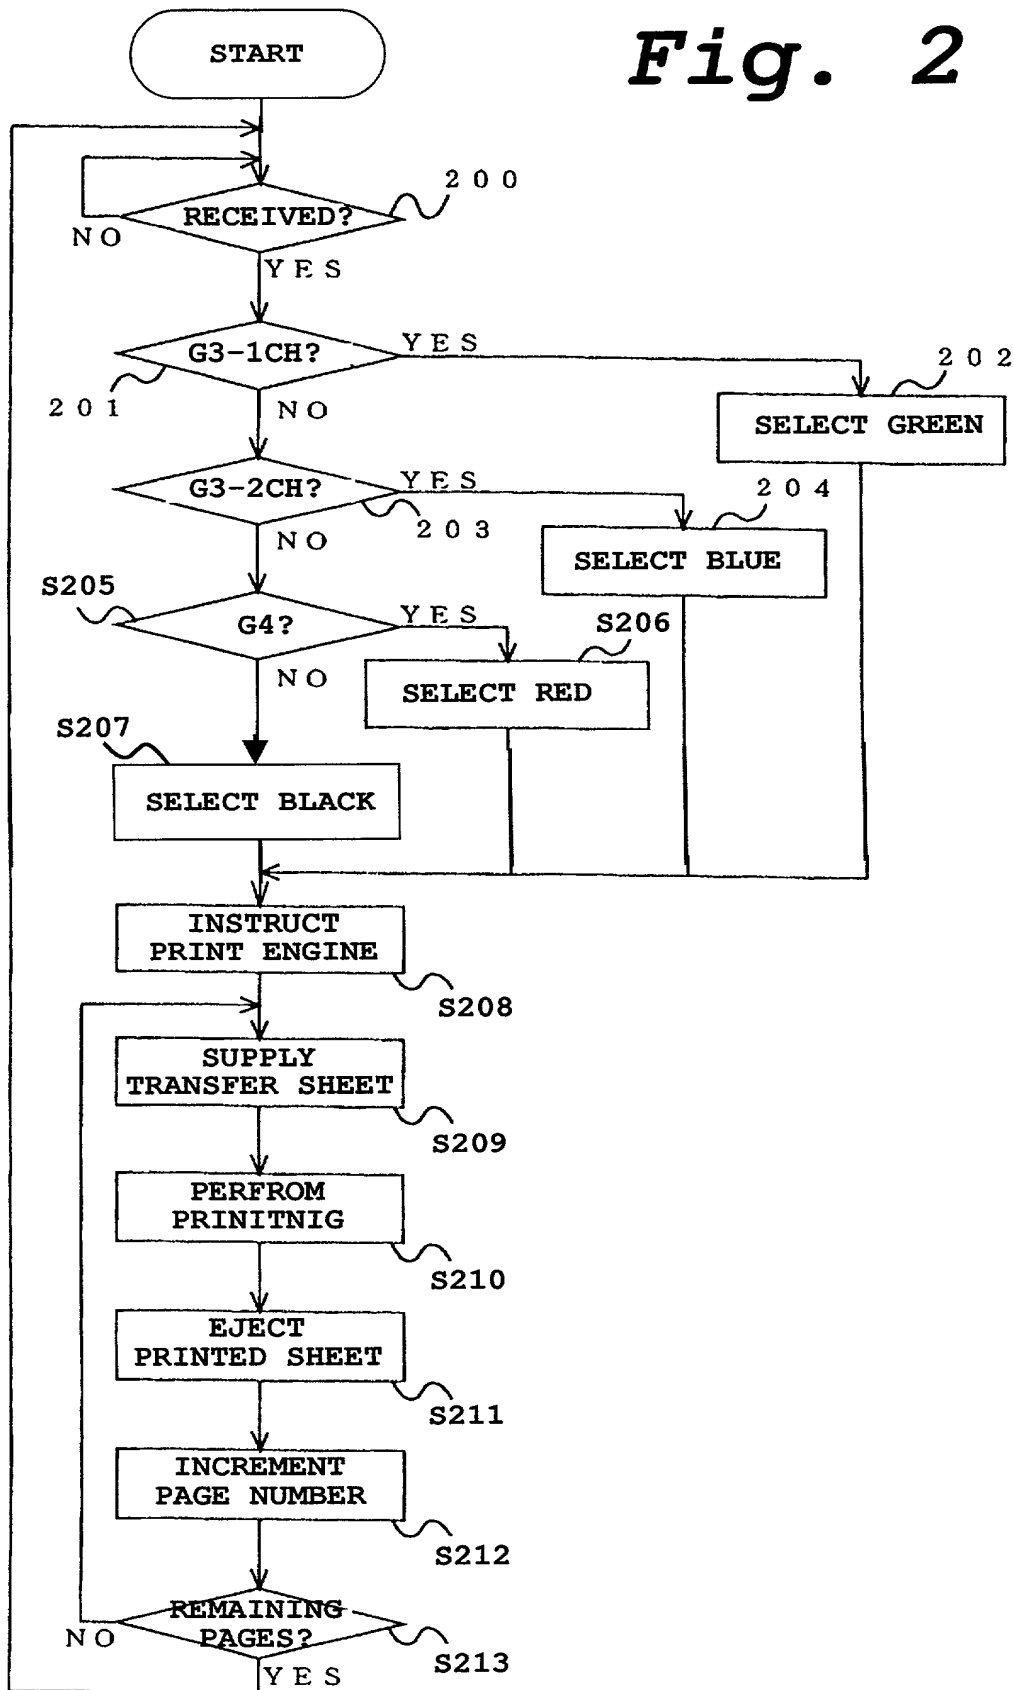 START
Fig. 2
200
RECEIVED?
NO
YES
G3-1CH?
YES
201
NO
202
SELECT GREEN
G3-2CH?
YES
203
NO
204
SELECT BLUE
S205
G4?
YES
NO
S206
SELECT RED
S207
SELECT BLACK
INSTRUCT
PRINT ENGINE
S208
SUPPLY
TRANSFER SHEET
S209
PERFROM
PRINITNIG
S210
EJECT
PRINTED SHEET
S211
INCREMENT
PAGE NUMBER
S212
REMAINING
PAGES?
NO
S213
YES